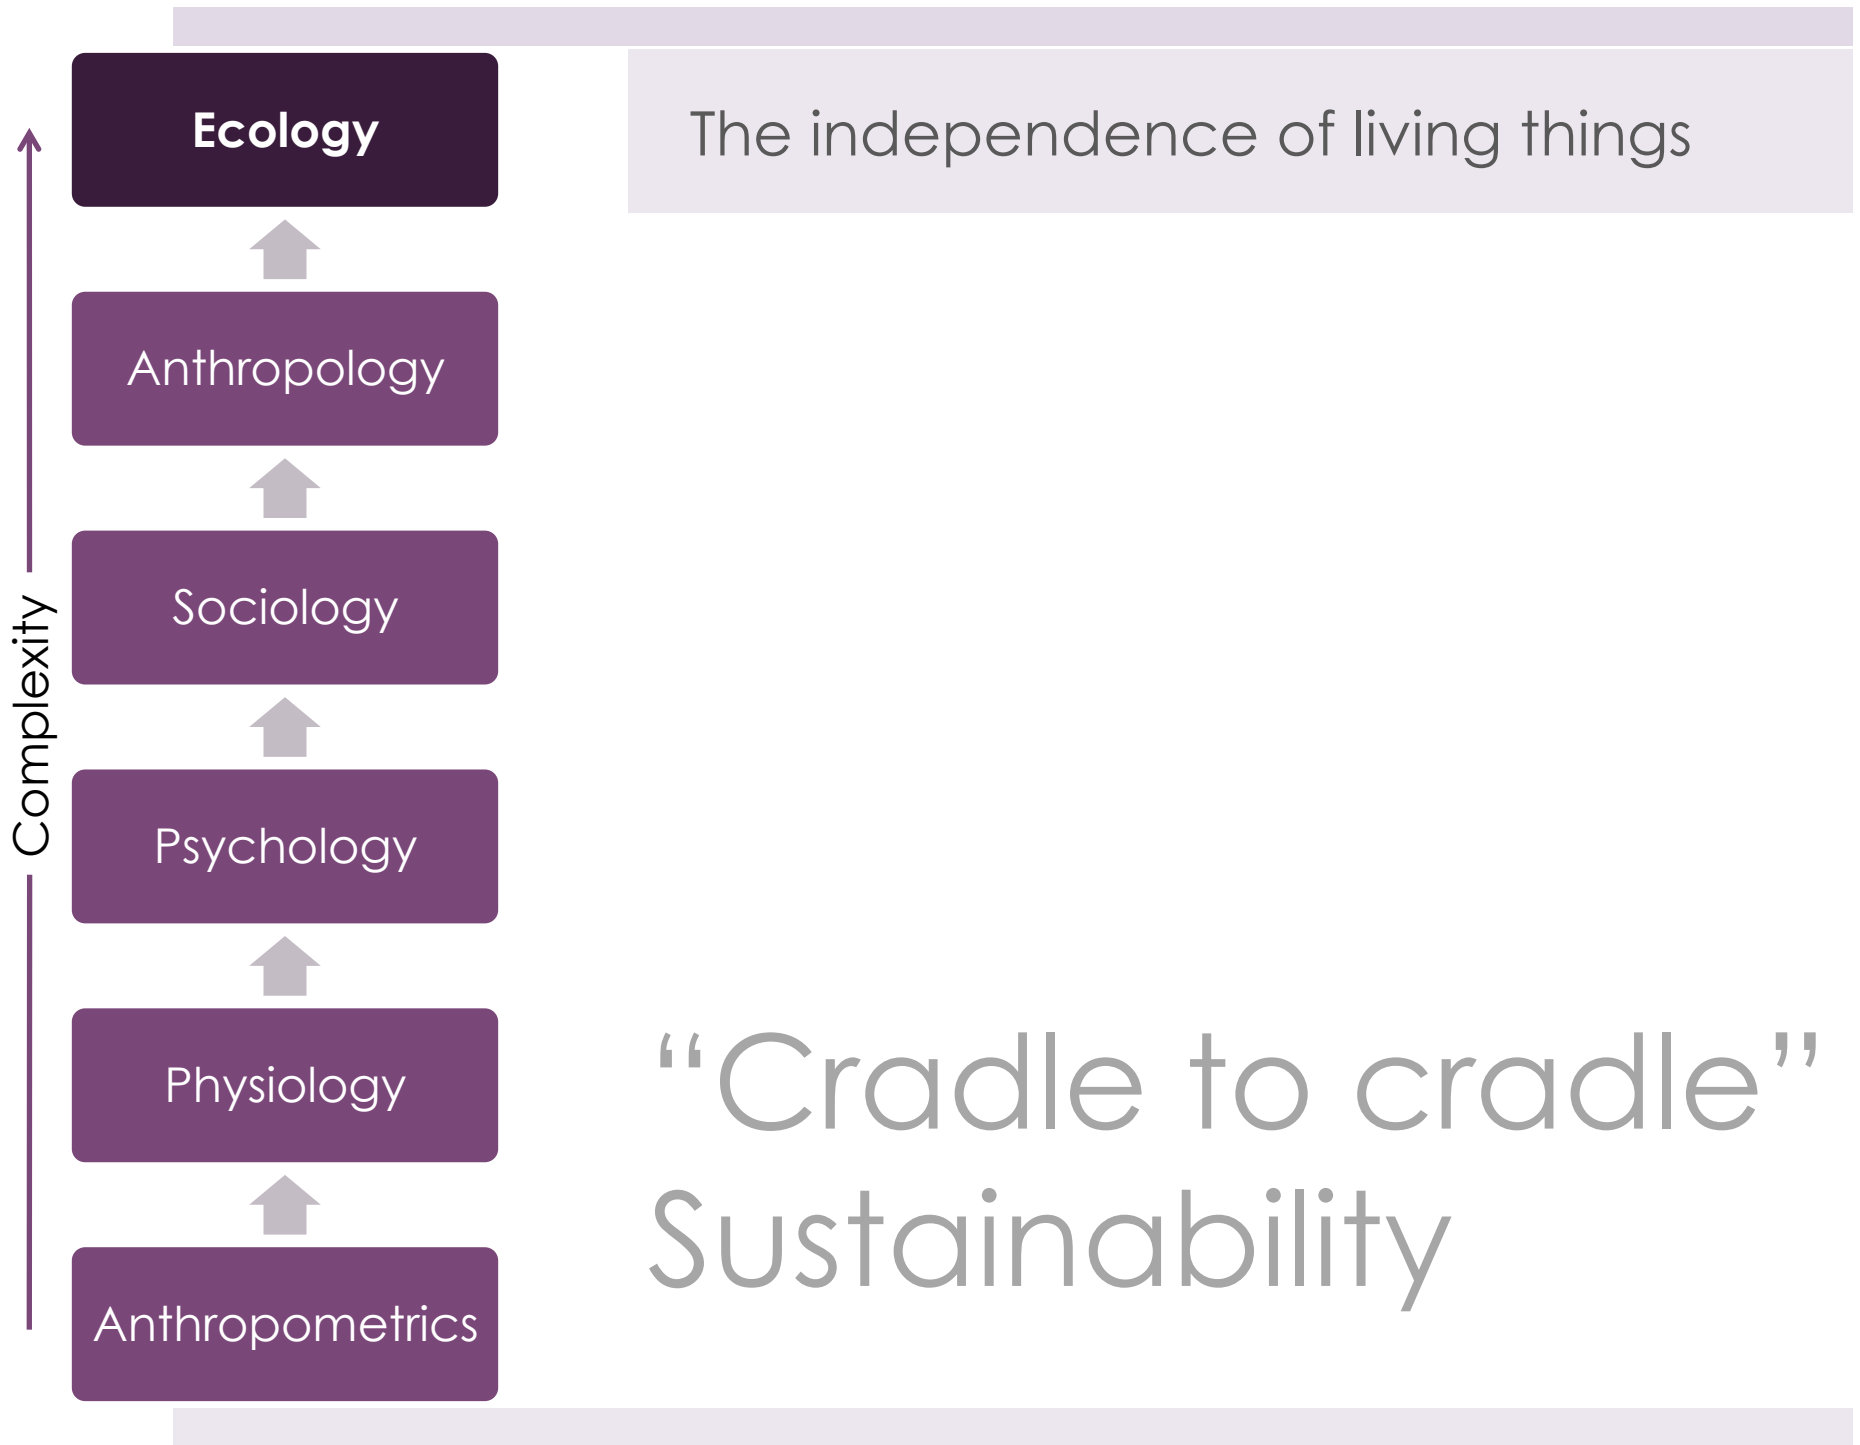 Ecology
The independence of living things
Anthropology
Sociology
Complexity
Psychology
Physiology
Anthropometrics
“Cradle to cradle”
Sustainability